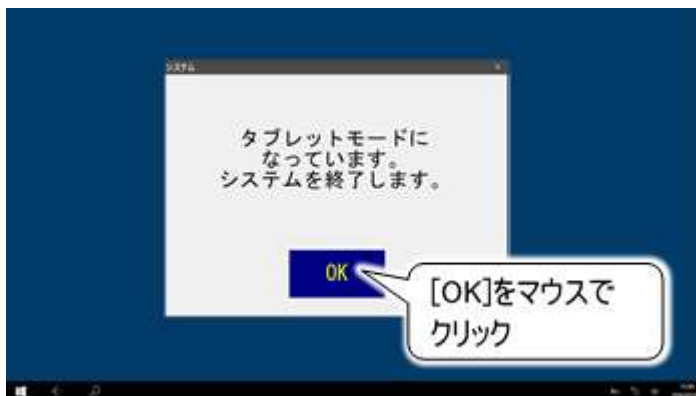 システム
タブレットモードに
なっています。
システムを終了します。
OK
[OK]をマウスで
クリック